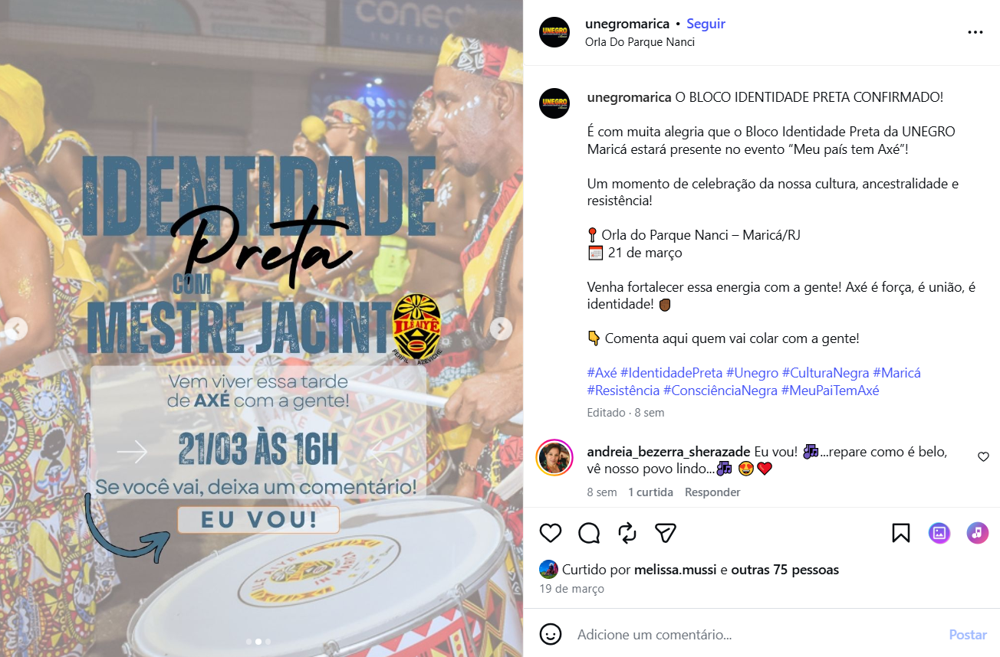 conect
INTER
IDENTIDADE
Preta
COM
MESTRE JACINT
ILÊ AIYÊ
PERFIL AZEVICHE
Vem viver essa tarde
de AXÉ com a gente!
21/03 ÀS 16H
Se você vai, deixa um comentário!
EU VOU!
unegromarica • Seguir
Orla Do Parque Nanci
UNEGRO
unegromarica O BLOCO IDENTIDADE PRETA CONFIRMADO!
É com muita alegria que o Bloco Identidade Preta da UNEGRO
Maricá estará presente no evento “Meu país tem Axé”!
Um momento de celebração da nossa cultura, ancestralidade e
resistência!
Orla do Parque Nanci – Maricá/RJ
21 de março
Venha fortalecer essa energia com a gente! Axé é força, é união, é
identidade!
Comenta aqui quem vai colar com a gente!
#Axé #IdentidadePreta #Unegro #CulturaNegra #Maricá
#Resistência #ConsciênciaNegra #MeuPaiTemAxé
Editado · 8 sem
andreia_bezerra_sherazade Eu vou! ...repare como é belo,
vê nosso povo lindo...
8 sem 1 curtida Responder
Curtido por melissa.mussi e outras 75 pessoas
19 de março
Adicione um comentário...
Postar